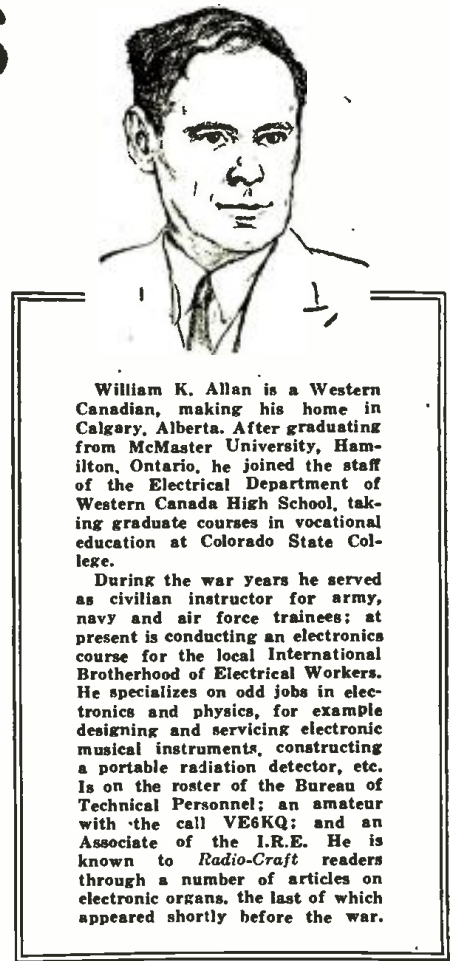 William K. Allan is a Western
Canadian, making his home in
Calgary, Alberta. After graduating
from McMaster University, Ham-
ilton, Ontario, he joined the staff
of the Electrical Department of
Western Canada High School, tak-
ing graduate courses in vocational
education at Colorado State Col-
lege.
During the war years he served
as civilian instructor for army,
navy and air force trainees; at
present is conducting an electronics
course for the local International
Brotherhood of Electrical Workers.
He specializes on odd jobs in elec-
tronics and physics, for example
designing and servicing electronic
musical instruments, constructing
a portable radiation detector, etc.
Is on the roster of the Bureau of
Technical Personnel; an amateur
with the call VE6KQ; and an
Associate of the I.R.E. He is
known to Radio-Craft readers
through a number of articles on
electronic organs, the last of which
appeared shortly before the war.